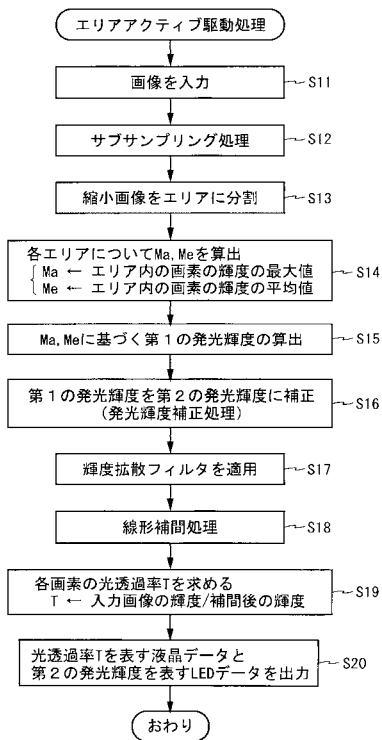 エリアアクティブ駆動処理
画像を入力
S11
サブサンプリング処理
S12
縮小画像をエリアに分割
S13
各エリアについてMa,Meを算出
Ma ← エリア内の画素の輝度の最大値
Me ← エリア内の画素の輝度の平均値
S14
Ma,Meに基づく第1の発光輝度の算出
S15
第1の発光輝度を第2の発光輝度に補正
(発光輝度補正処理)
S16
輝度拡散フィルタを適用
S17
線形補間処理
S18
各画素の光透過率Tを求める
T ← 入力画像の輝度/補間後の輝度
S19
光透過率Tを表す液晶データと
第2の発光輝度を表すLEDデータを出力
S20
おわり